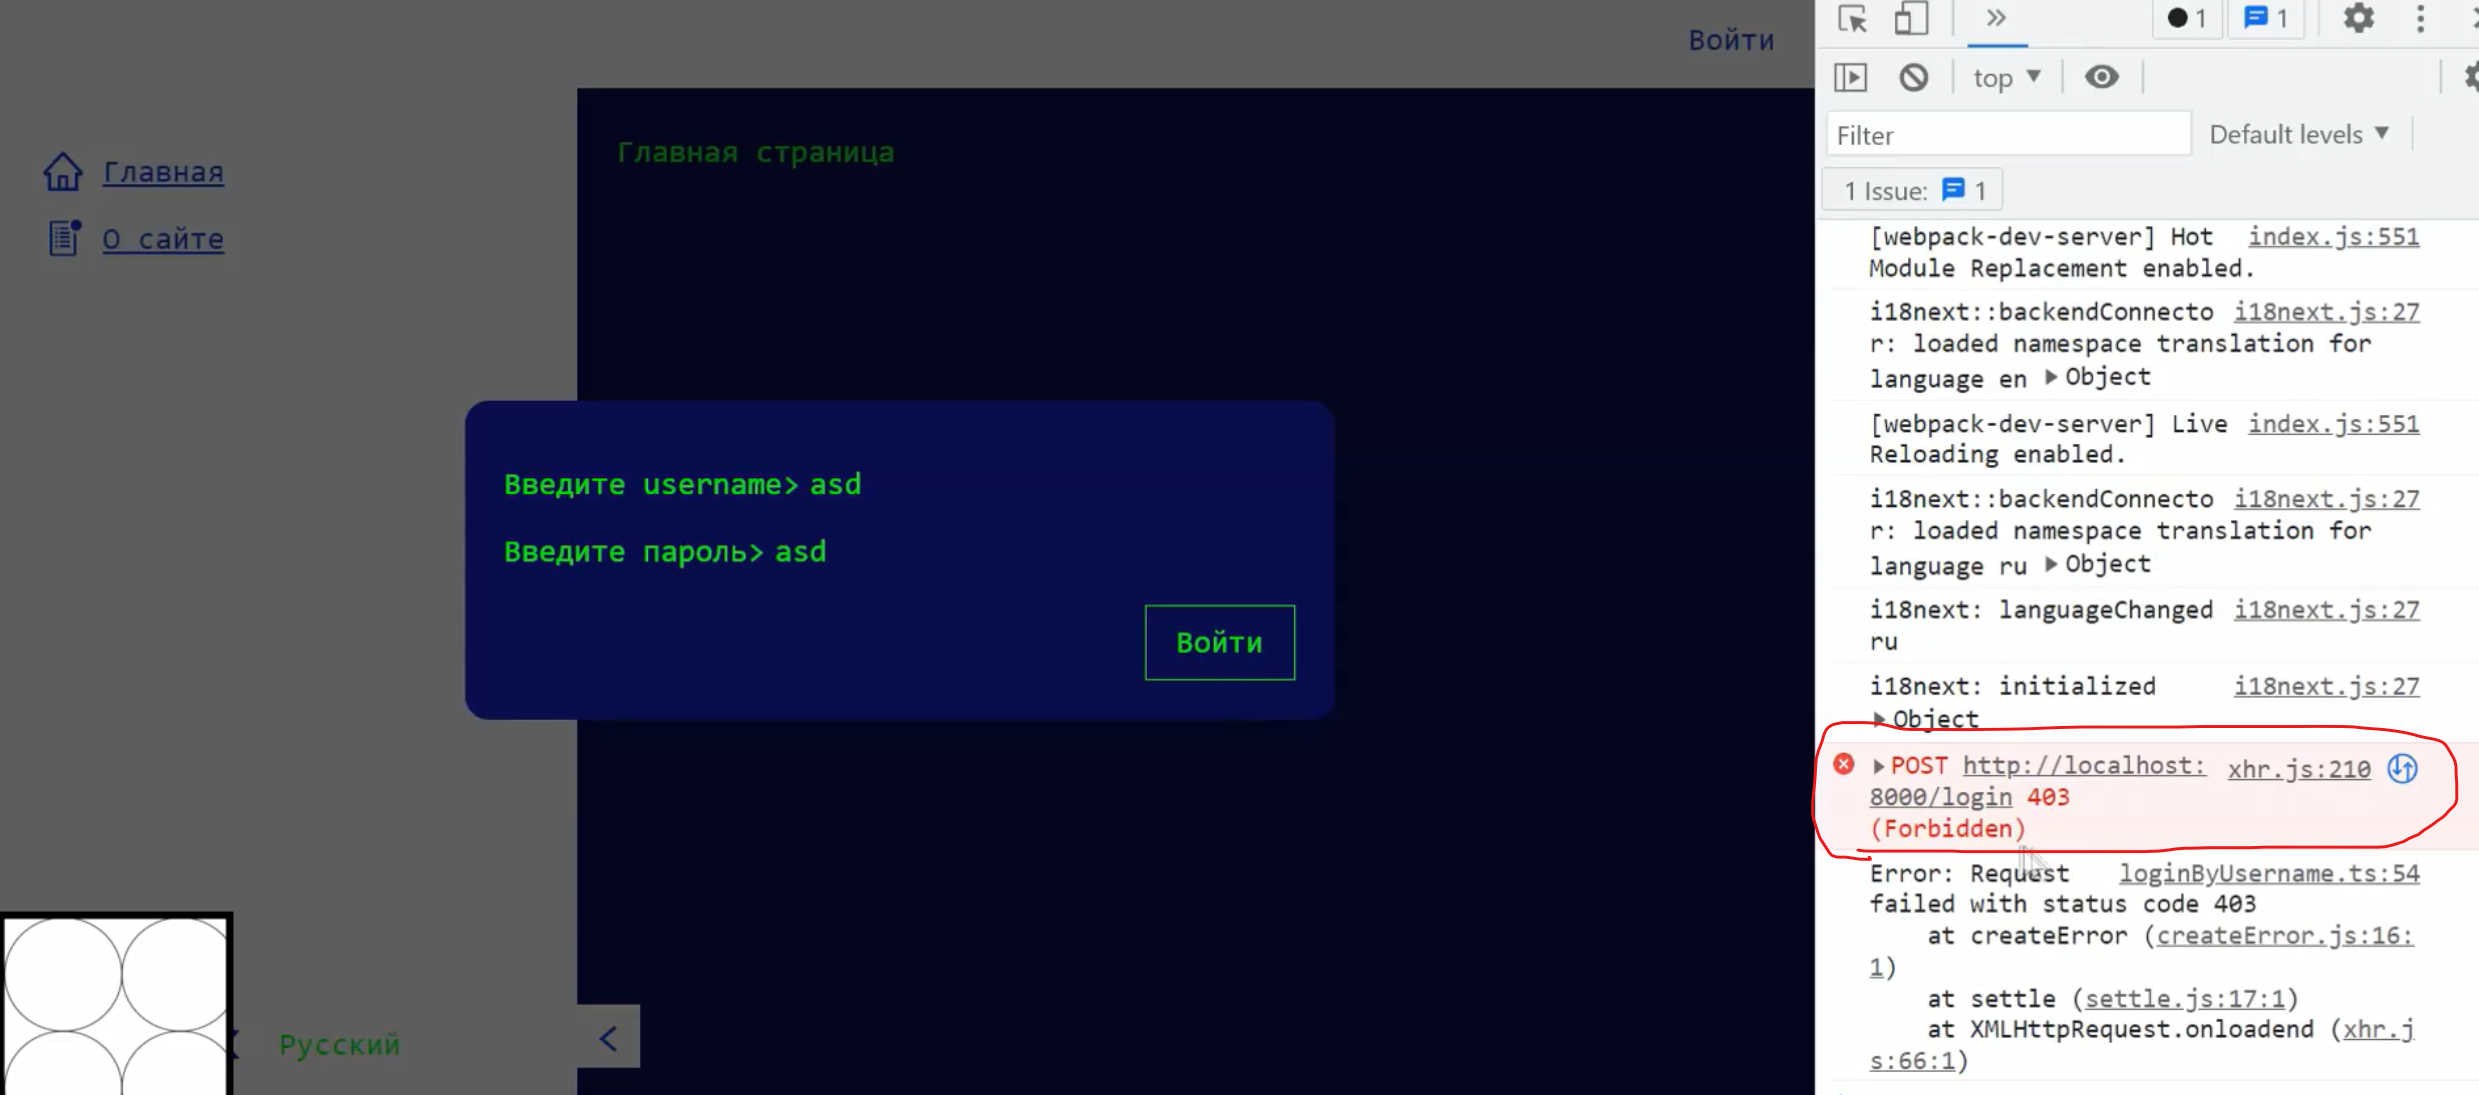 Войти
Главная
О сайте
Главная страница
Введите username> asd
Введите пароль> asd
Войти
Русский
<
1
1
top
Filter
Default levels
1 Issue: 1
[webpack-dev-server] Hot index.js:551
Module Replacement enabled.
i18next::backendConnecto i18next.js:27
r: loaded namespace translation for
language en Object
[webpack-dev-server] Live index.js:551
Reloading enabled.
i18next::backendConnecto i18next.js:27
r: loaded namespace translation for
language ru Object
i18next: languageChanged i18next.js:27
ru
i18next: initialized i18next.js:27
Object
POST http://localhost: xhr.js:210
8000/login 403
(Forbidden)
Error: Request loginByUsername.ts:54
failed with status code 403
at createError (createError.js:16:
1)
at settle (settle.js:17:1)
at XMLHttpRequest.onloadend (xhr.j
s:66:1)